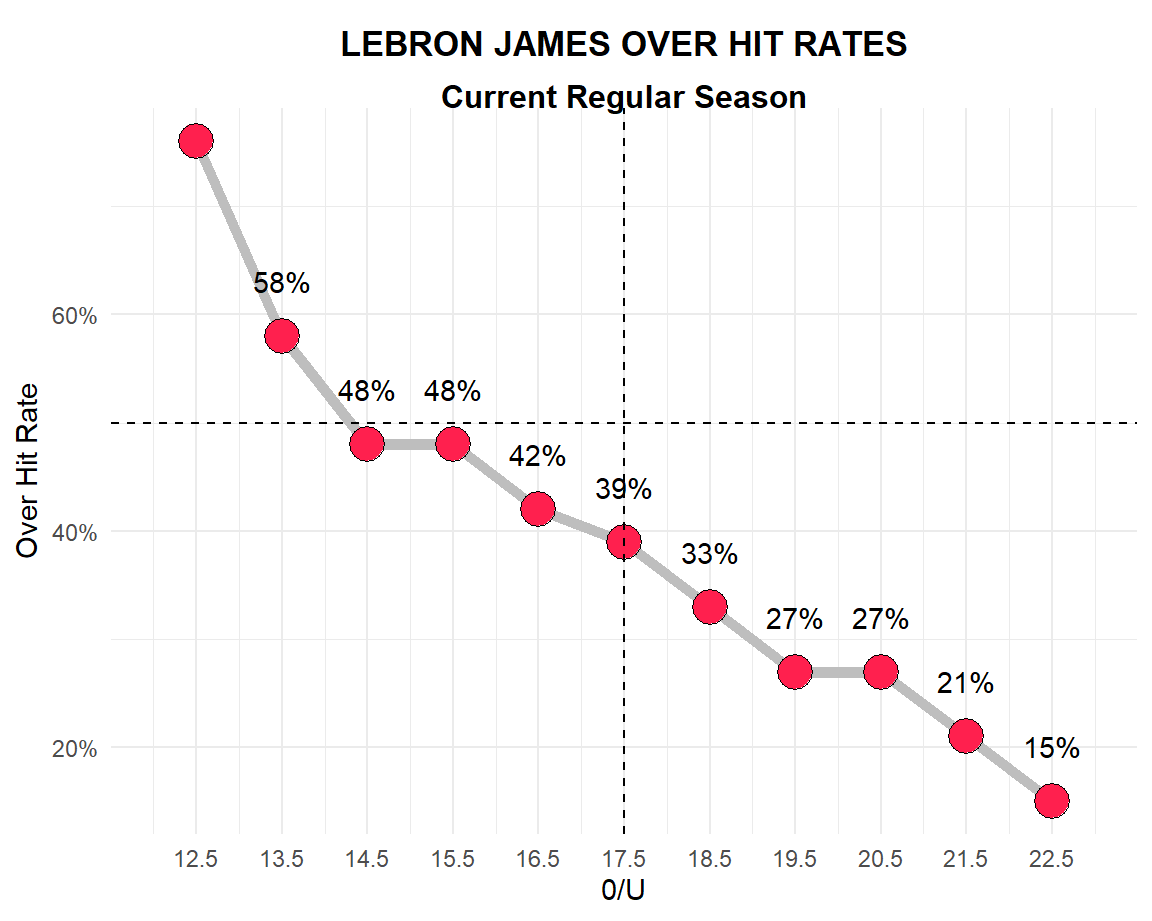 LEBRON JAMES OVER HIT RATES
Current Regular Season
58%
60%
48% 48%
42%
39%
40%
33%
27% 27%
21%
20%
15%
Over Hit Rate
12.5 13.5 14.5 15.5 16.5 17.5 18.5 19.5 20.5 21.5 22.5
0/U